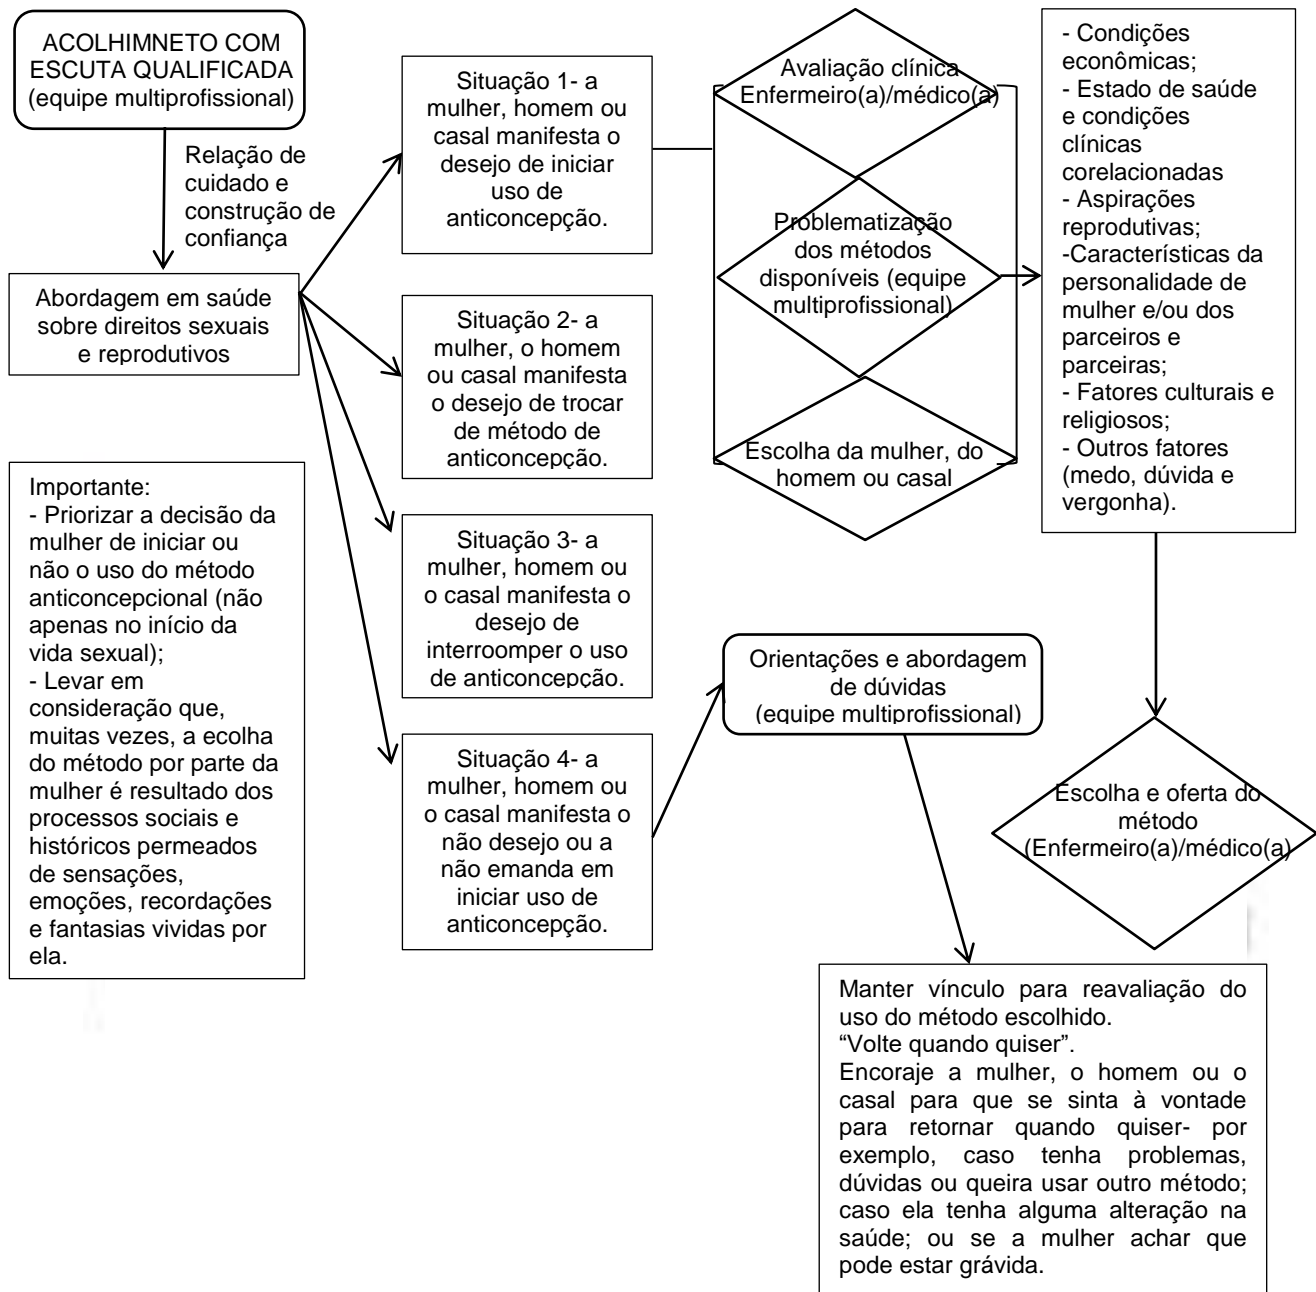 ACOLHIMNETO COM
ESCUTA QUALIFICADA
(equipe multiprofissional)
Relação de
cuidado e
construção de
confiança
Abordagem em saúde
sobre direitos sexuais
e reprodutivos
Importante:
- Priorizar a decisão da
mulher de iniciar ou
não o uso do método
anticoncepcional (não
apenas no início da
vida sexual);
- Levar em
consideração que,
muitas vezes, a ecolha
do método por parte da
mulher é resultado dos
processos sociais e
históricos permeados
de sensações,
emoções, recordações
e fantasias vividas por
ela.
Situação 1- a
mulher, homem ou
casal manifesta o
desejo de iniciar
uso de
anticoncepção.
Situação 2- a
mulher, o homem
ou casal manifesta
o desejo de trocar
de método de
anticoncepção.
Situação 3- a
mulher, homem ou
o casal manifesta o
desejo de
interroomper o uso
de anticoncepção.
Situação 4- a
mulher, homem ou
o casal manifesta o
não desejo ou a
não emanda em
iniciar uso de
anticoncepção.
Avaliação clínica
Enfermeiro(a)/médico(a)
Problematização
dos métodos
disponíveis (equipe
multiprofissional)
Escolha da mulher, do
homem ou casal
- Condições
econômicas;
- Estado de saúde
e condições
clínicas
corelacionadas
- Aspirações
reprodutivas;
-Características da
personalidade de
mulher e/ou dos
parceiros e
parceiras;
- Fatores culturais e
religiosos;
- Outros fatores
(medo, dúvida e
vergonha).
Orientações e abordagem
de dúvidas
(equipe multiprofissional)
Escolha e oferta do
método
(Enfermeiro(a)/médico(a)
Manter vínculo para reavaliação do
uso do método escolhido.
“Volte quando quiser”.
Encoraje a mulher, o homem ou o
casal para que se sinta à vontade
para retornar quando quiser- por
exemplo, caso tenha problemas,
dúvidas ou queira usar outro método;
caso ela tenha alguma alteração na
saúde; ou se a mulher achar que
pode estar grávida.